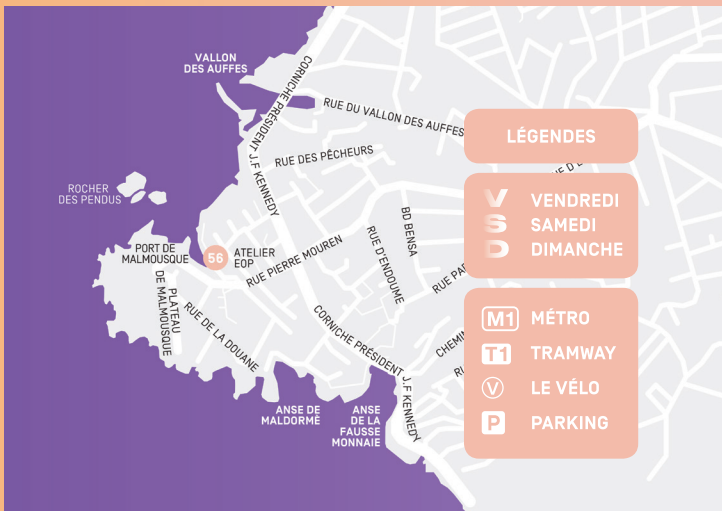 VALLON
DES AUFFES
CORNICHE PRÉSIDENT J.F KENNEDY
RUE DU VALLON DES AUFFES
RUE DES PÊCHEURS
ROCHER
DES PENDUS
PORT DE
MALMOUSQUE
56
ATELIER
EOP
RUE PIERRE MOUREN
BD BENSA
RUE D'ENDOUME
PLATEAU
DE MALMOUSQUE
RUE DE LA DOUANE
CORNICHE PRÉSIDENT J.F KENNEDY
ANSE DE
MALDORMÉ
ANSE
DE LA
FAUSSE
MONNAIE
LÉGENDES
V VENDREDI
S SAMEDI
D DIMANCHE
M1 MÉTRO
T1 TRAMWAY
V LE VÉLO
P PARKING